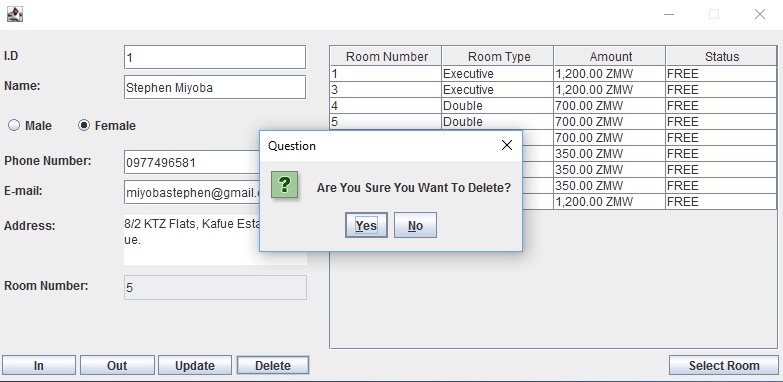 I.D 1
Name: Stephen Miyoba
Male Female
Phone Number: 0977496581
E-mail: miyobastephen@gmail.
Address: 8/2 KTZ Flats, Kafue Esta
ue.
Room Number: 5
In Out Update Delete
Room Number Room Type Amount Status
1 Executive 1,200.00 ZMW FREE
3 Executive 1,200.00 ZMW FREE
4 Double 700.00 ZMW FREE
5 Double 700.00 ZMW FREE
700.00 ZMW FREE
350.00 ZMW FREE
350.00 ZMW FREE
350.00 ZMW FREE
1,200.00 ZMW FREE
Question
Are You Sure You Want To Delete?
Yes No
Select Room